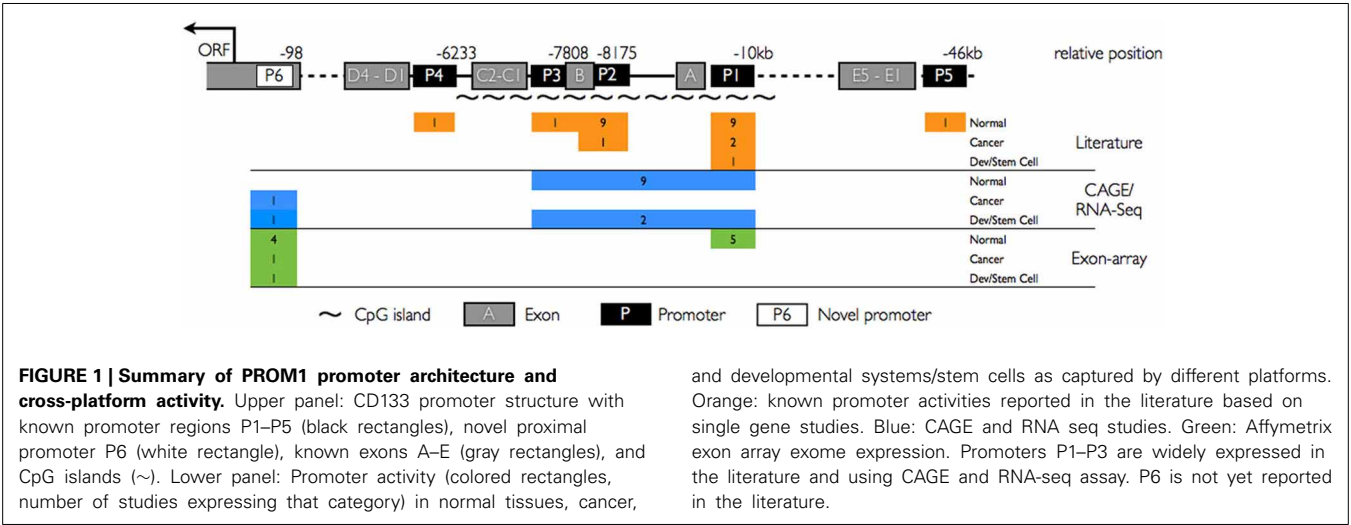 ORF -98 -6233 -7808 -8175 -10kb -46kb relative position
P6 D4 - D1 P4 C2-C1 P3 B P2 A P1 E5 - E1 P5
1 1 9 9 1 Normal
1 2 Cancer Literature
1 Dev/Stem Cell
9 Normal
1 Cancer CAGE/
RNA-Seq
1 2 Dev/Stem Cell
4 5 Normal
1 Cancer Exon-array
1 Dev/Stem Cell
~ CpG island A Exon P Promoter P6 Novel promoter
FIGURE 1 | Summary of PROM1 promoter architecture and
cross-platform activity. Upper panel: CD133 promoter structure with
known promoter regions P1–P5 (black rectangles), novel proximal
promoter P6 (white rectangle), known exons A–E (gray rectangles), and
CpG islands (∼). Lower panel: Promoter activity (colored rectangles,
number of studies expressing that category) in normal tissues, cancer,
and developmental systems/stem cells as captured by different platforms.
Orange: known promoter activities reported in the literature based on
single gene studies. Blue: CAGE and RNA seq studies. Green: Affymetrix
exon array exome expression. Promoters P1–P3 are widely expressed in
the literature and using CAGE and RNA-seq assay. P6 is not yet reported
in the literature.